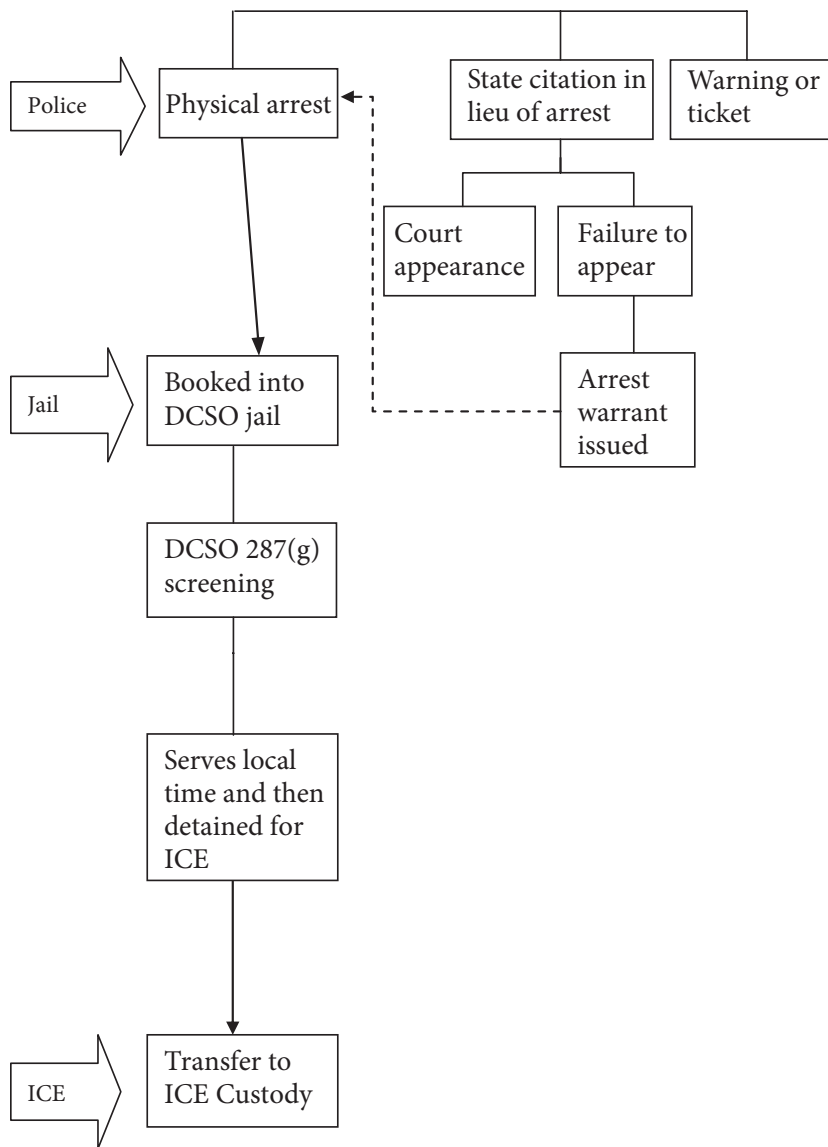 Police
Physical arrest
State citation in
lieu of arrest
Warning or
ticket
Court
appearance
Failure to
appear
Jail
Booked into
DCSO jail
Arrest
warrant
issued
DCSO 287(g)
screening
Serves local
time and then
detained for
ICE
ICE
Transfer to
ICE Custody